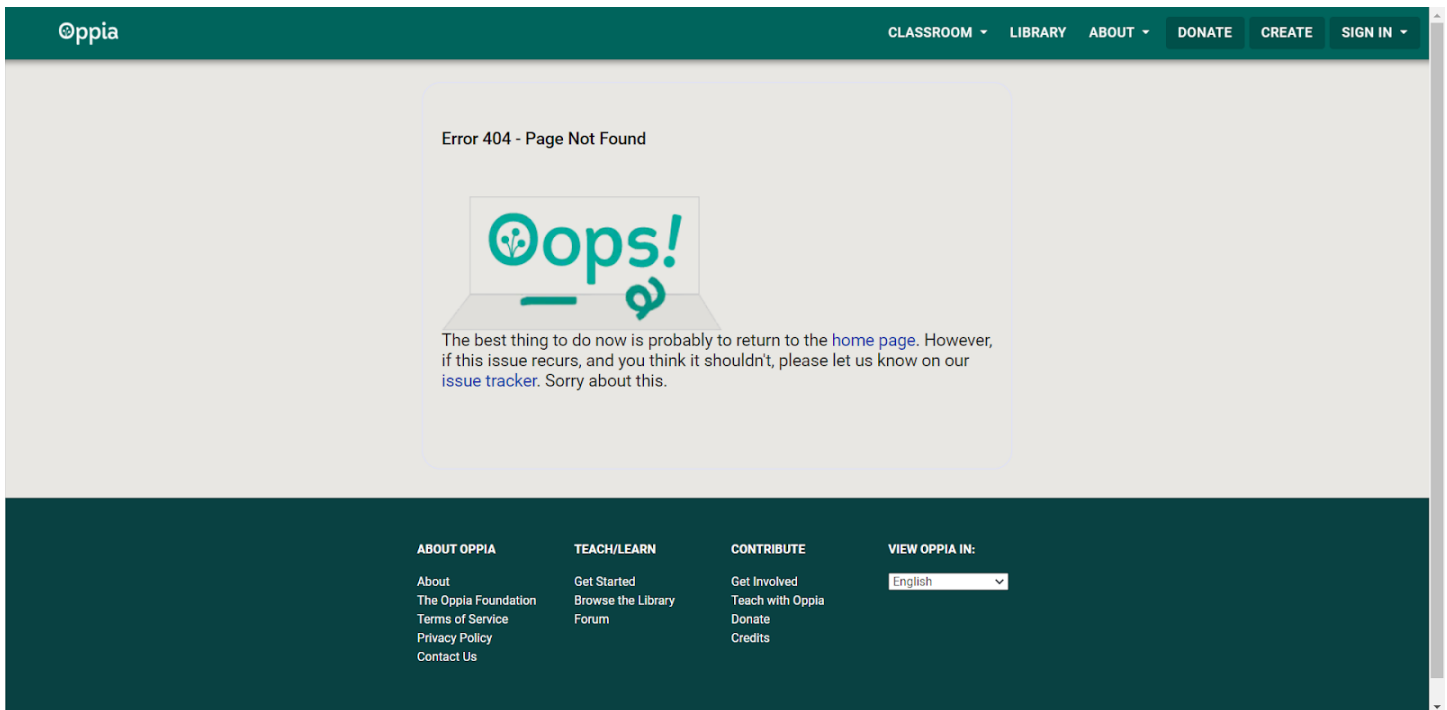 Oppia
CLASSROOM LIBRARY ABOUT DONATE CREATE SIGN IN
Error 404 - Page Not Found
Oops!
The best thing to do now is probably to return to the home page. However,
if this issue recurs, and you think it shouldn't, please let us know on our
issue tracker. Sorry about this.
ABOUT OPPIA
About
The Oppia Foundation
Terms of Service
Privacy Policy
Contact Us
TEACH/LEARN
Get Started
Browse the Library
Forum
CONTRIBUTE
Get Involved
Teach with Oppia
Donate
Credits
VIEW OPPIA IN:
English